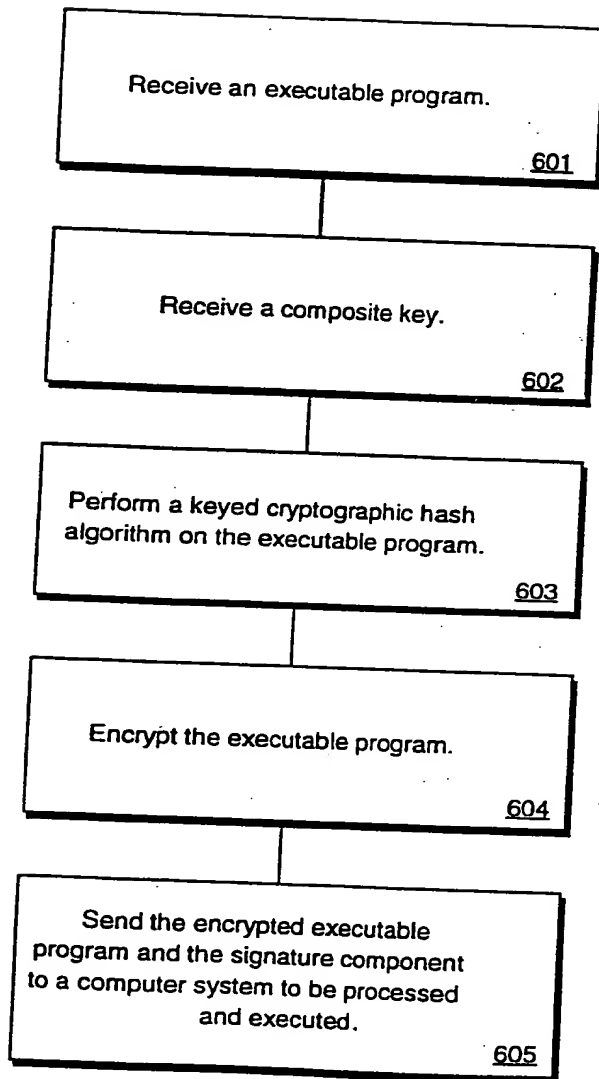 Receive an executable program.
601
Receive a composite key.
602
Perform a keyed cryptographic hash
algorithm on the executable program.
603
Encrypt the executable program.
604
Send the encrypted executable
program and the signature component
to a computer system to be processed
and executed.
605